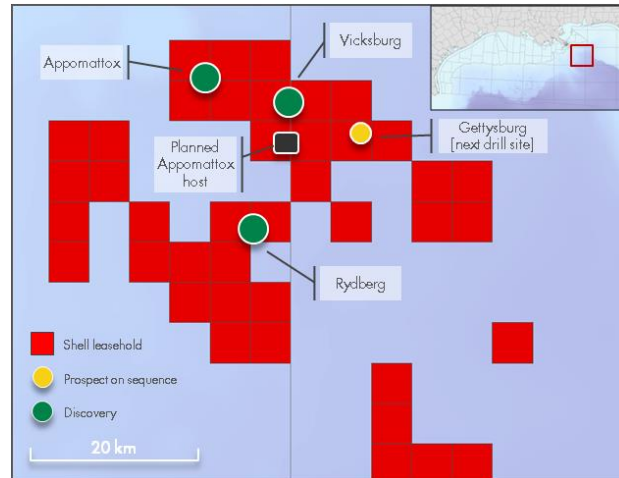 Vicksburg
Appomattox
Planned
Appomattox
host
Gettysburg
[next drill site]
Rydberg
Shell leasehold
Prospect on sequence
Discovery
20 km